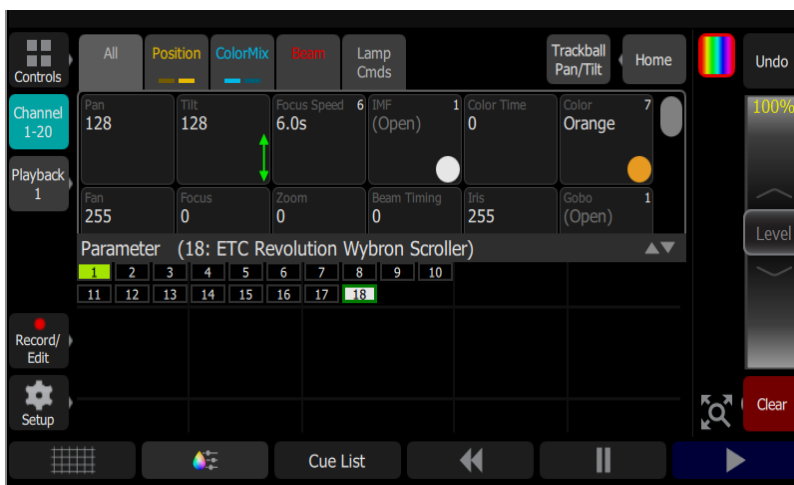 Controls
All
Position
ColorMix
Beam
Lamp
Cmds
Trackball
Pan/Tilt
Home
Undo
Channel
1-20
Pan
128
Tilt
128
Focus Speed 6
6.0s
IMF 1
(Open)
Color Time
0
Color 7
Orange
100%
Playback
1
Fan
255
Focus
0
Zoom
0
Beam Timing
0
Iris
255
Gobo 1
(Open)
Level
Parameter (18: ETC Revolution Wybron Scroller)
1 2 3 4 5 6 7 8 9 10
11 12 13 14 15 16 17 18
Record/
Edit
Setup
Clear
Cue List